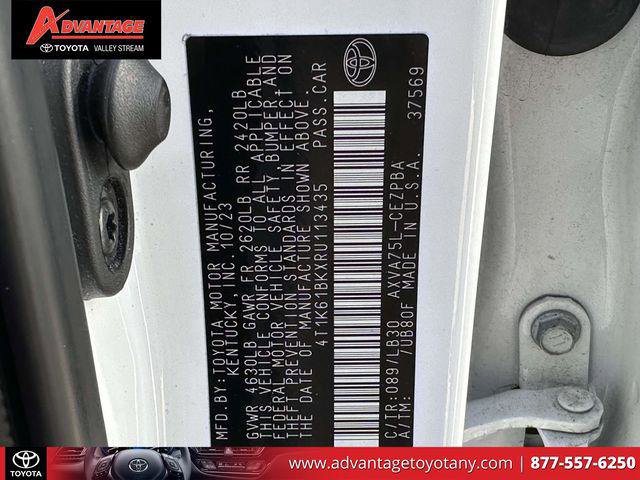 ADVANTAGE
TOYOTA VALLEY STREAM
MFD.BY:TOYOTA MOTOR MANUFACTURING,
KENTUCKY, INC. 10/23
GVWR 4630LB GAWR FR 2620LB RR 2420LB
THIS VEHICLE CONFORMS TO ALL APPLICABLE
FEDERAL MOTOR VEHICLE SAFETY, BUMPER, AND
THEFT PREVENTION STANDARDS IN EFFECT ON
THE DATE OF MANUFACTURE SHOWN ABOVE.
4T1K61BKXRU113435 PASS.CAR
C/TR: 089/LB30 AXVA75L-CEZPBA
A/TM: /UB80F MADE IN U.S.A. 37569
TOYOTA
www.advantagetoyotany.com
877-557-6250